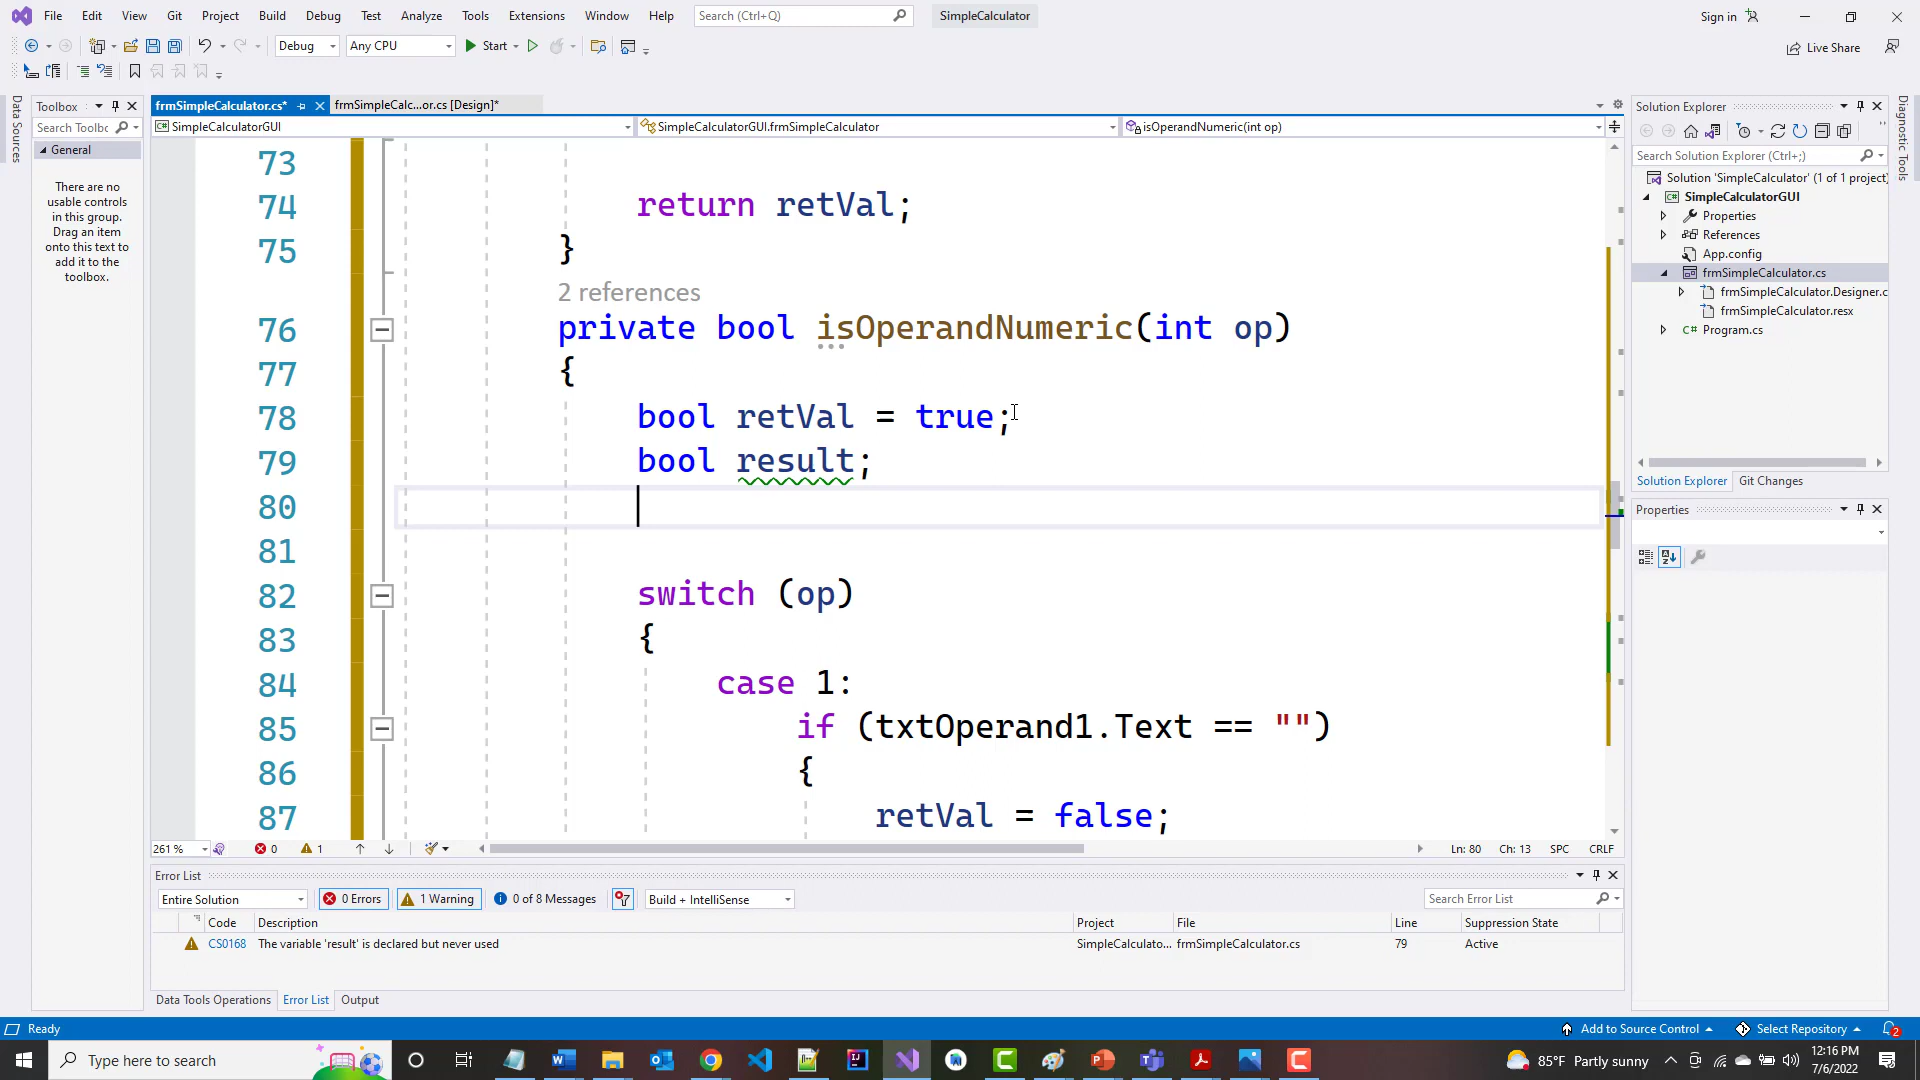 File Edit View Git Project Build Debug Test Analyze Tools Extensions Window Help Search (Ctrl+Q) SimpleCalculator Sign in
Debug Any CPU Start Live Share
Data Sources
Toolbox
Search Toolbc
General
There are no
usable controls
in this group.
Drag an item
onto this text to
add it to the
toolbox.
frmSimpleCalculator.cs* frmSimpleCalc...or.cs [Design]*
SimpleCalculatorGUI SimpleCalculatorGUI.frmSimpleCalculator isOperandNumeric(int op)
73
74 return retVal;
75 }
2 references
76 private bool isOperandNumeric(int op)
77 {
78 bool retVal = true;
79 bool result;
80
81
82 switch (op)
83 {
84 case 1:
85 if (txtOperand1.Text == "")
86 {
87 retVal = false;
261 % 0 1 Ln: 80 Ch: 13 SPC CRLF
Error List
Entire Solution 0 Errors 1 Warning 0 of 8 Messages Build + IntelliSense Search Error List
Code Description Project File Line Suppression State
CS0168 The variable 'result' is declared but never used SimpleCalculato... frmSimpleCalculator.cs 79 Active
Data Tools Operations Error List Output
Solution Explorer
Search Solution Explorer (Ctrl+;)
Solution 'SimpleCalculator' (1 of 1 project)
C# SimpleCalculatorGUI
Properties
References
App.config
frmSimpleCalculator.cs
frmSimpleCalculator.Designer.c
frmSimpleCalculator.resx
C# Program.cs
Solution Explorer Git Changes
Properties
Diagnostic Tools
Ready Add to Source Control Select Repository 2
Type here to search 85°F Partly sunny 12:16 PM
7/6/2022